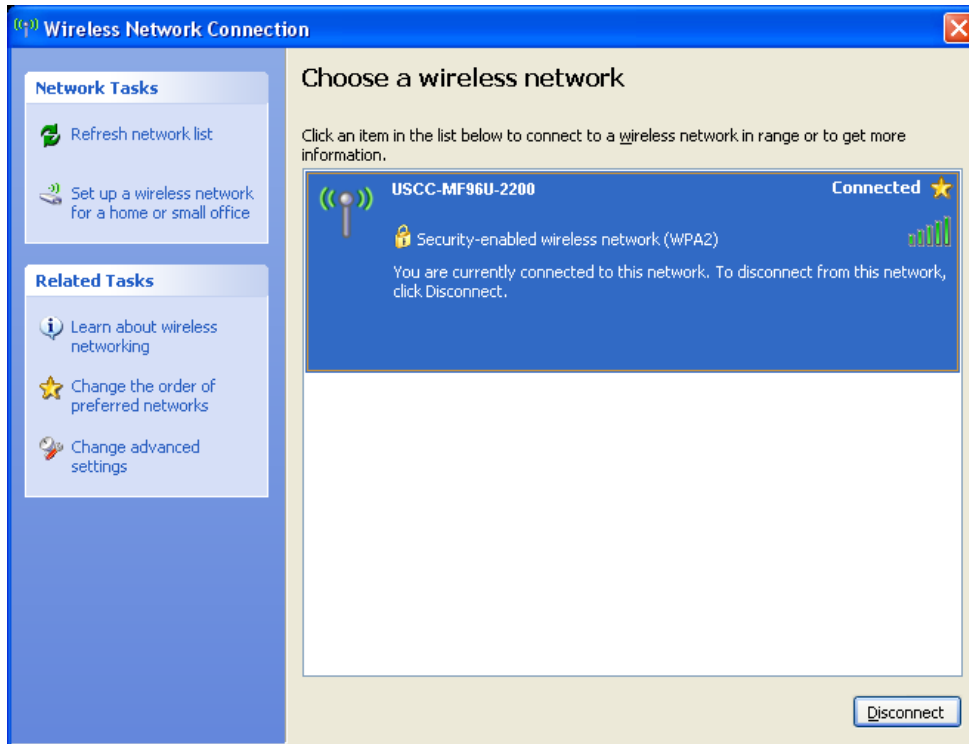 Wireless Network Connection
Network Tasks
Refresh network list
Set up a wireless network
for a home or small office
Related Tasks
Learn about wireless
networking
Change the order of
preferred networks
Change advanced
settings
Choose a wireless network
Click an item in the list below to connect to a wireless network in range or to get more
information.
USCC-MF96U-2200 Connected
Security-enabled wireless network (WPA2)
You are currently connected to this network. To disconnect from this network,
click Disconnect.
Disconnect